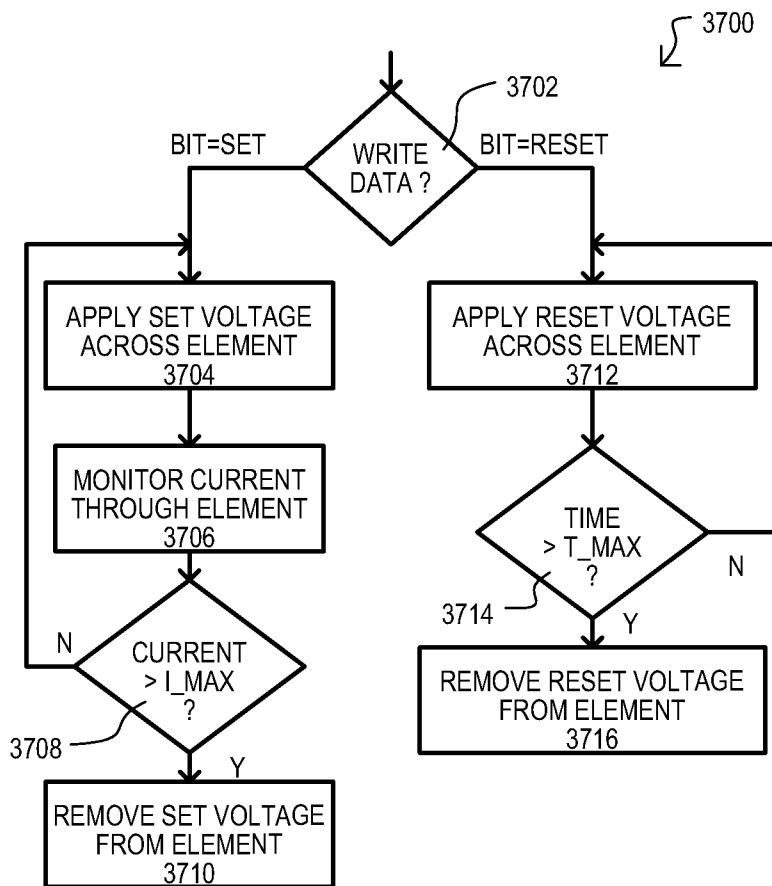 3700
3702
WRITE
DATA ?
BIT=SET
BIT=RESET
APPLY SET VOLTAGE
ACROSS ELEMENT
3704
MONITOR CURRENT
THROUGH ELEMENT
3706
CURRENT
> I_MAX
?
N
3708
Y
REMOVE SET VOLTAGE
FROM ELEMENT
3710
APPLY RESET VOLTAGE
ACROSS ELEMENT
3712
TIME
> T_MAX
?
N
3714
Y
REMOVE RESET VOLTAGE
FROM ELEMENT
3716